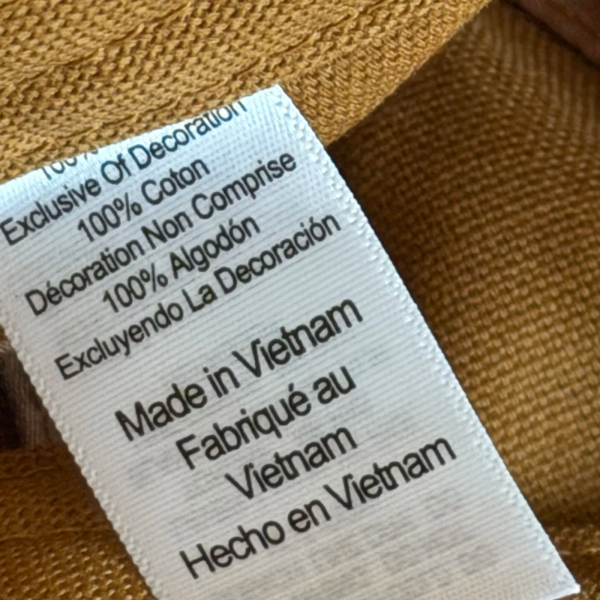 100%
Exclusive Of Decoration
100% Coton
Décoration Non Comprise
100% Algodón
Excluyendo La Decoración
Made in Vietnam
Fabriqué au
Vietnam
Hecho en Vietnam